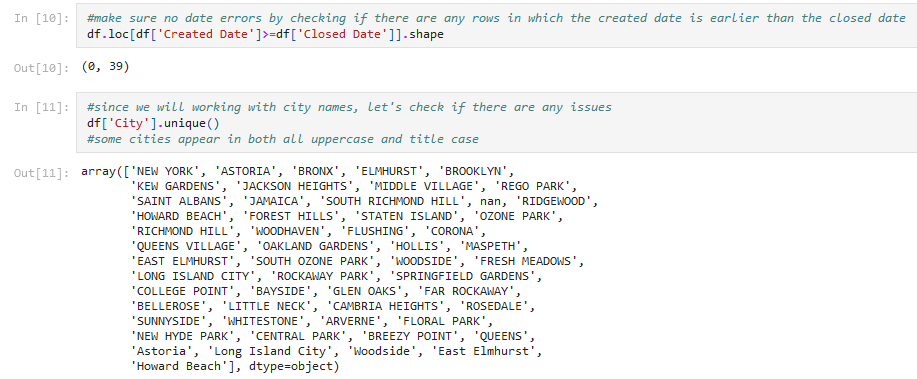 In [10]: #make sure no date errors by checking if there are any rows in which the created date is earlier than the closed date
df.loc[df['Created Date']>=df['Closed Date']].shape
Out[10]: (0, 39)
In [11]: #since we will working with city names, let's check if there are any issues
df['City'].unique()
#some cities appear in both all uppercase and title case
Out[11]: array(['NEW YORK', 'ASTORIA', 'BRONX', 'ELMHURST', 'BROOKLYN',
'KEW GARDENS', 'JACKSON HEIGHTS', 'MIDDLE VILLAGE', 'REGO PARK',
'SAINT ALBANS', 'JAMAICA', 'SOUTH RICHMOND HILL', nan, 'RIDGEWOOD',
'HOWARD BEACH', 'FOREST HILLS', 'STATEN ISLAND', 'OZONE PARK',
'RICHMOND HILL', 'WOODHAVEN', 'FLUSHING', 'CORONA',
'QUEENS VILLAGE', 'OAKLAND GARDENS', 'HOLLIS', 'MASPETH',
'EAST ELMHURST', 'SOUTH OZONE PARK', 'WOODSIDE', 'FRESH MEADOWS',
'LONG ISLAND CITY', 'ROCKAWAY PARK', 'SPRINGFIELD GARDENS',
'COLLEGE POINT', 'BAYSIDE', 'GLEN OAKS', 'FAR ROCKAWAY',
'BELLEROSE', 'LITTLE NECK', 'CAMBRIA HEIGHTS', 'ROSEDALE',
'SUNNYSIDE', 'WHITESTONE', 'ARVERNE', 'FLORAL PARK',
'NEW HYDE PARK', 'CENTRAL PARK', 'BREEZY POINT', 'QUEENS',
'Astoria', 'Long Island City', 'Woodside', 'East Elmhurst',
'Howard Beach'], dtype=object)